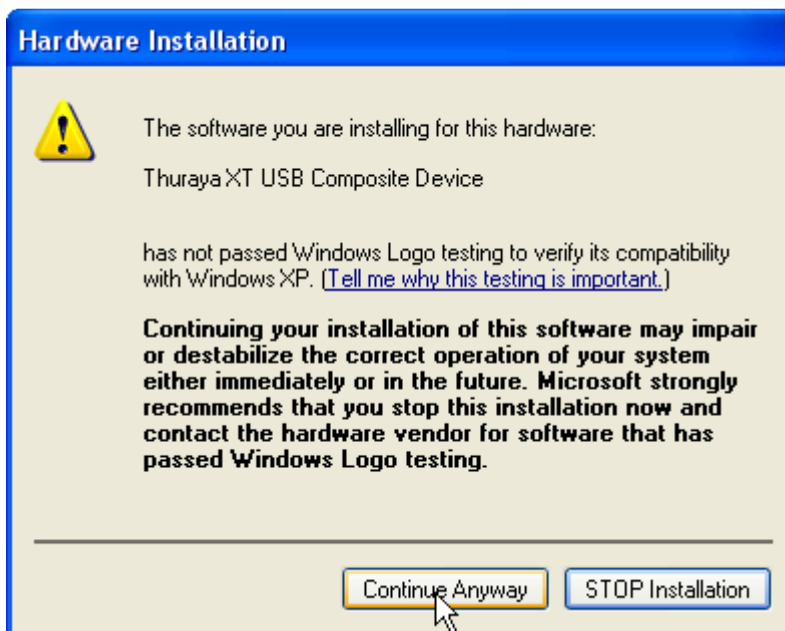 Hardware Installation
The software you are installing for this hardware:
Thuraya XT USB Composite Device
has not passed Windows Logo testing to verify its compatibility
with Windows XP. (Tell me why this testing is important.)
Continuing your installation of this software may impair
or destabilize the correct operation of your system
either immediately or in the future. Microsoft strongly
recommends that you stop this installation now and
contact the hardware vendor for software that has
passed Windows Logo testing.
Continue Anyway
STOP Installation